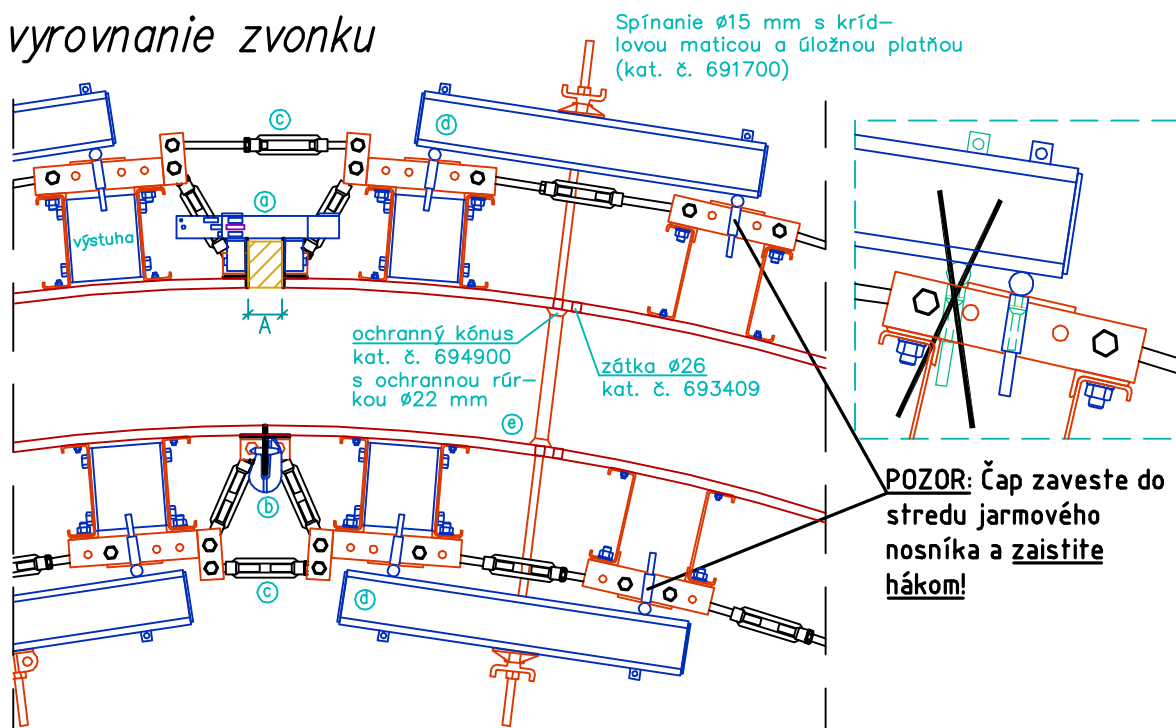 vyrovnanie zvonku
Spínanie ø15 mm s kríd–
lovou maticou a úložnou platňou
(kat. č. 691700)
c
d
a
výstuha
A
ochranný kónus
kat. č. 694900
s ochrannou rúr–
kou ø22 mm
zátka ø26
kat. č. 693409
e
b
c
d
POZOR: Čap zaveste do
stredu jarmového
nosníka a zaistite
hákom!